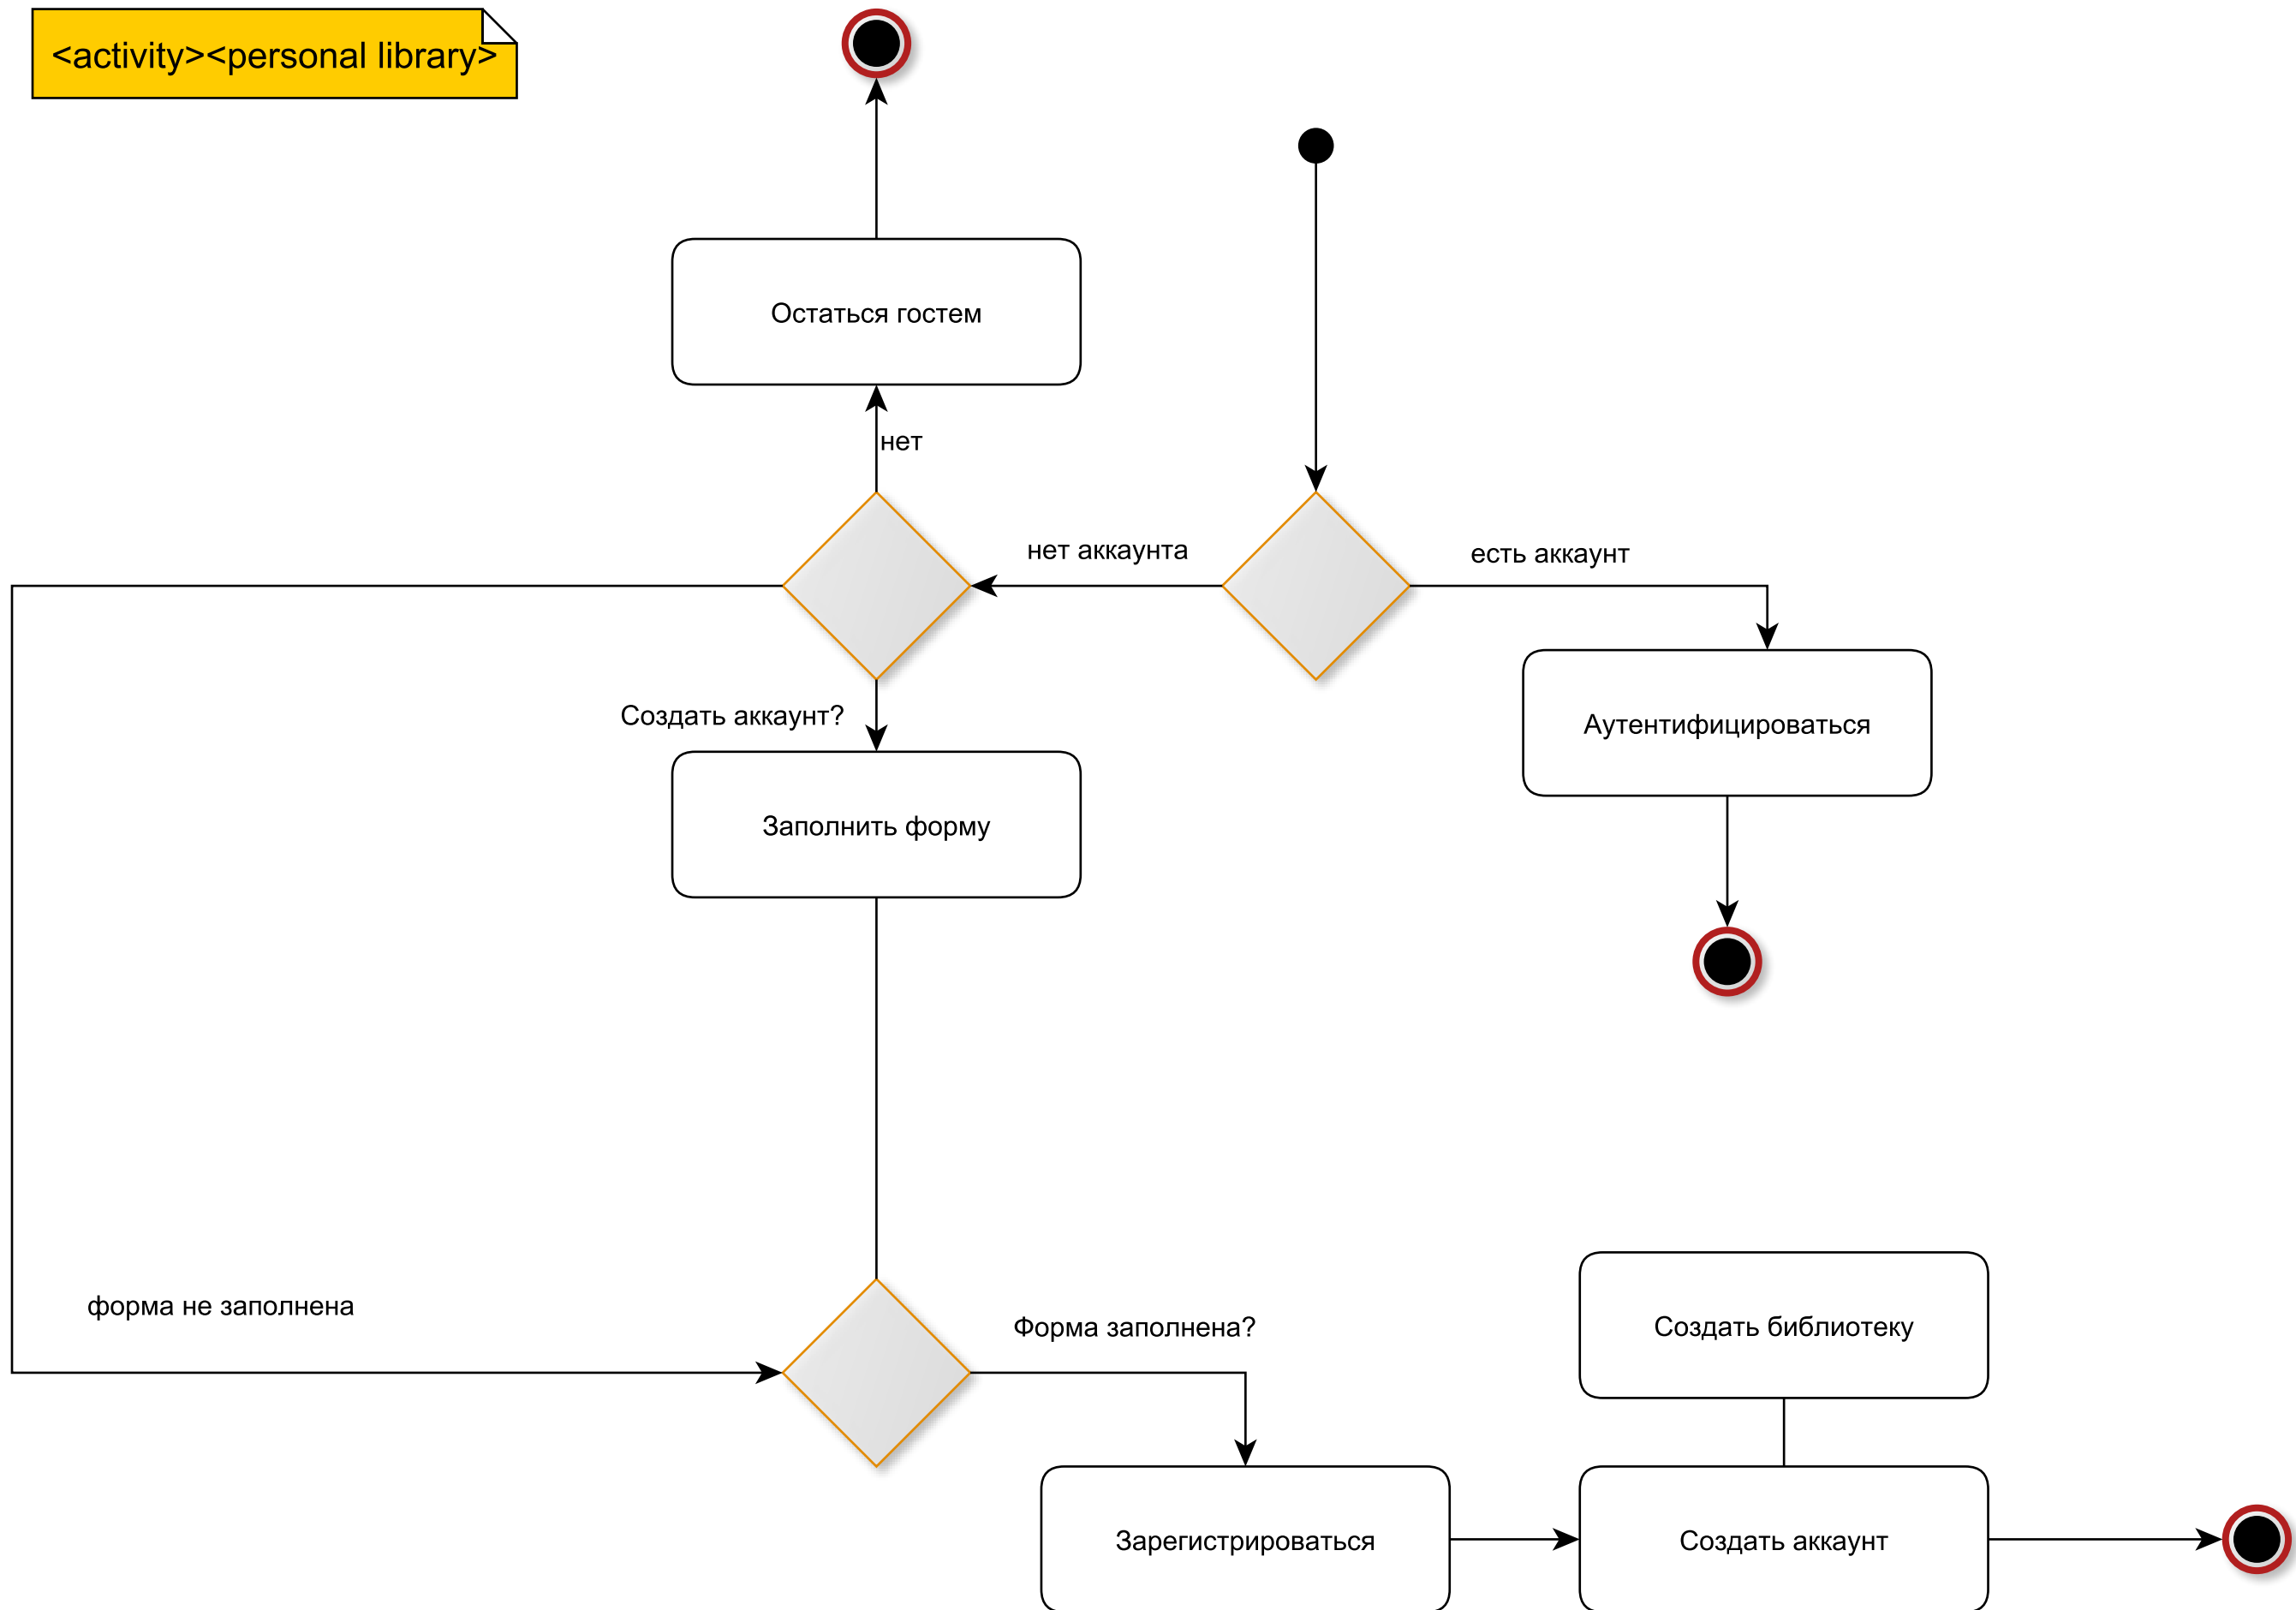 <activity><personal library>
Остаться гостем
нет
нет аккаунта
есть аккаунт
Создать аккаунт?
Аутентифицироваться
Заполнить форму
форма не заполнена
Форма заполнена?
Создать библиотеку
Зарегистрироваться
Создать аккаунт